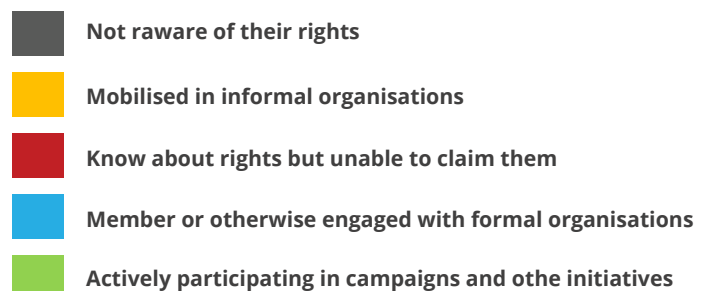 Not raware of their rights
Mobilised in informal organisations
Know about rights but unable to claim them
Member or otherwise engaged with formal organisations
Actively participating in campaigns and othe initiatives